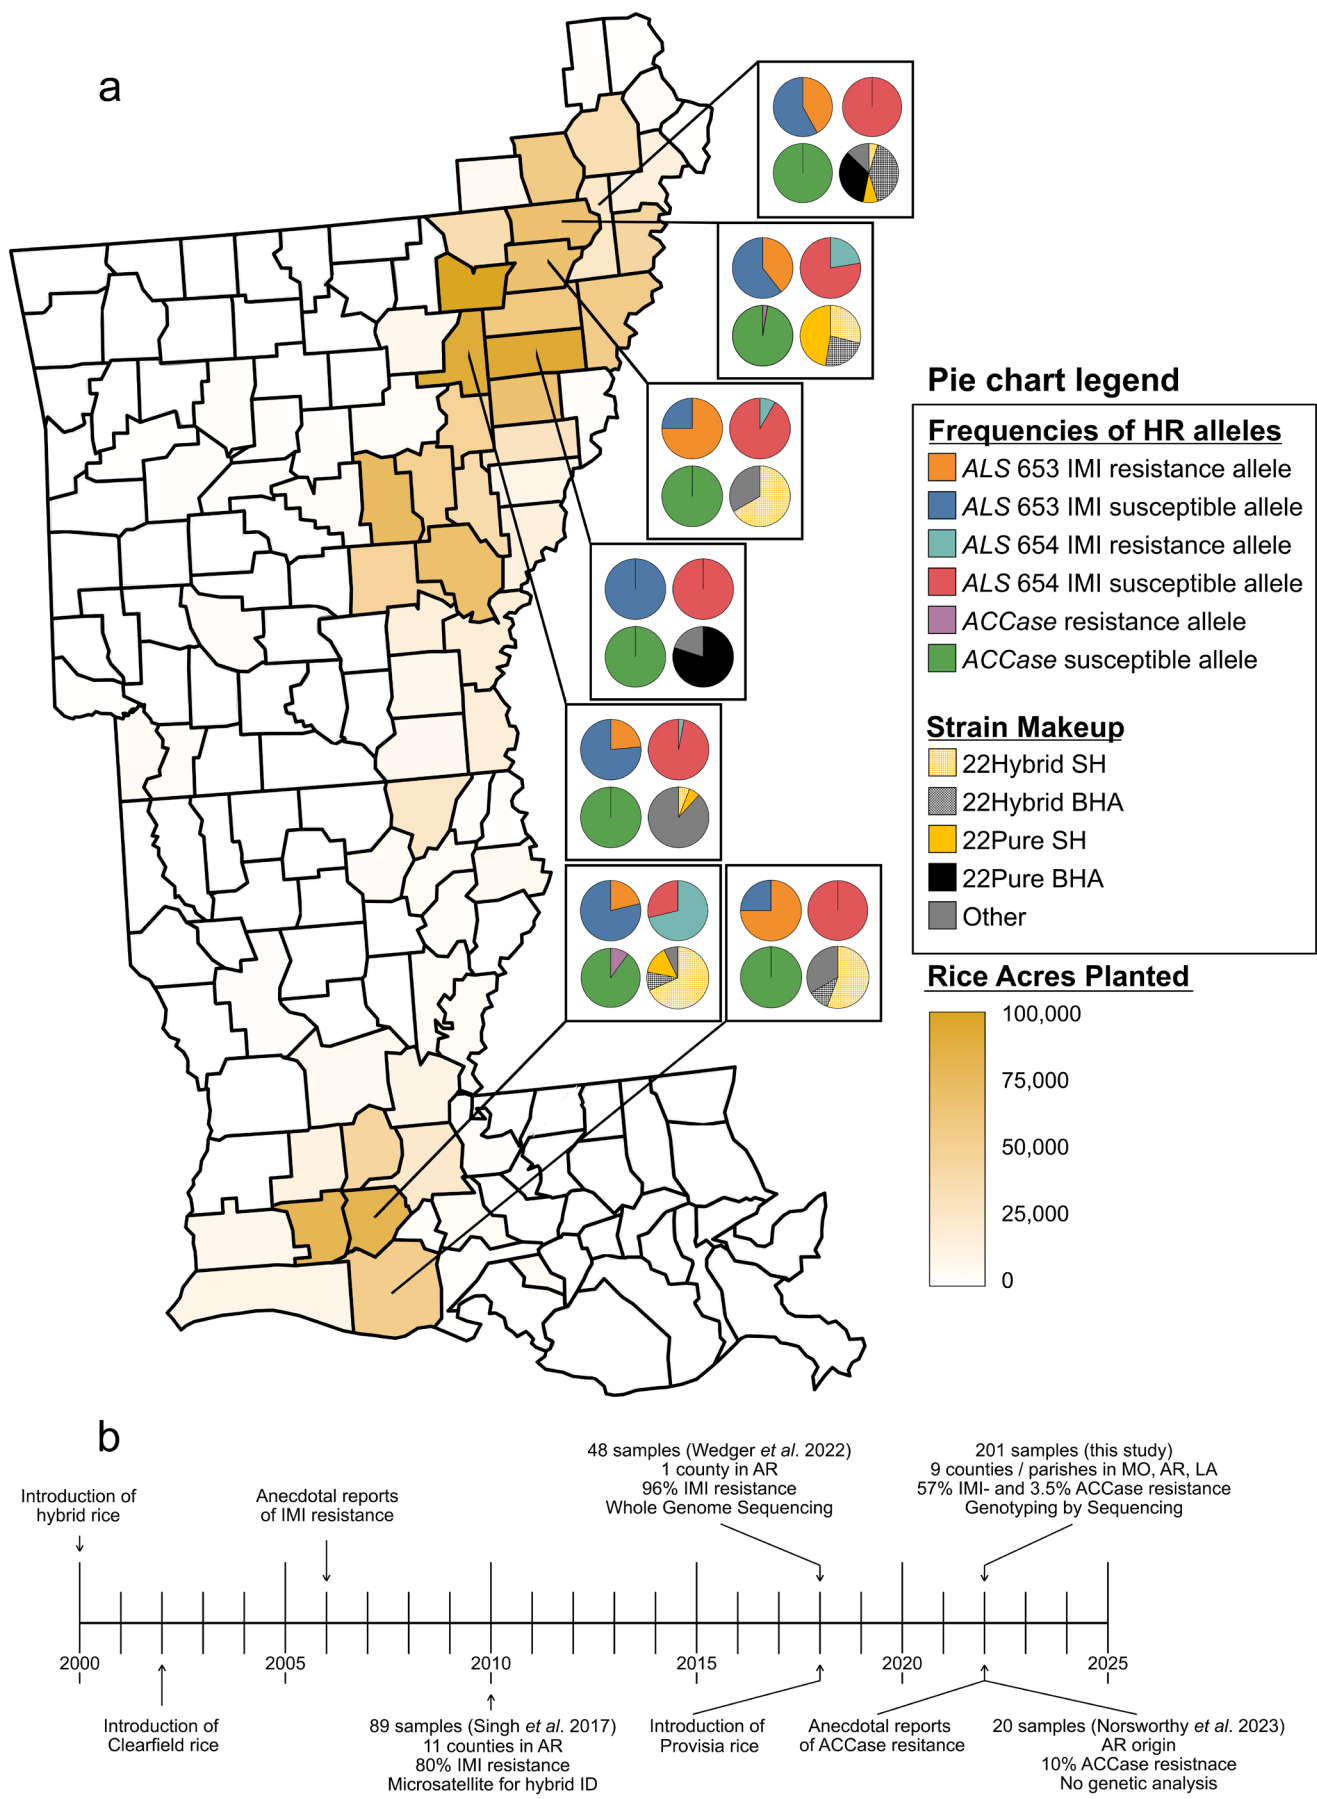 a
Pie chart legend
Frequencies of HR alleles
ALS 653 IMI resistance allele
ALS 653 IMI susceptible allele
ALS 654 IMI resistance allele
ALS 654 IMI susceptible allele
ACCase resistance allele
ACCase susceptible allele
Strain Makeup
22Hybrid SH
22Hybrid BHA
22Pure SH
22Pure BHA
Other
Rice Acres Planted
100,000
75,000
50,000
25,000
0
b
Introduction of
hybrid rice
Anecdotal reports
of IMI resistance
48 samples (Wedger et al. 2022)
1 county in AR
96% IMI resistance
Whole Genome Sequencing
201 samples (this study)
9 counties / parishes in MO, AR, LA
57% IMI- and 3.5% ACCase resistance
Genotyping by Sequencing
2000 2005 2010 2015 2020 2025
Introduction of
Clearfield rice
89 samples (Singh et al. 2017)
11 counties in AR
80% IMI resistance
Microsatellite for hybrid ID
Introduction of
Provisia rice
Anecdotal reports
of ACCase resitance
20 samples (Norsworthy et al. 2023)
AR origin
10% ACCase resistnace
No genetic analysis